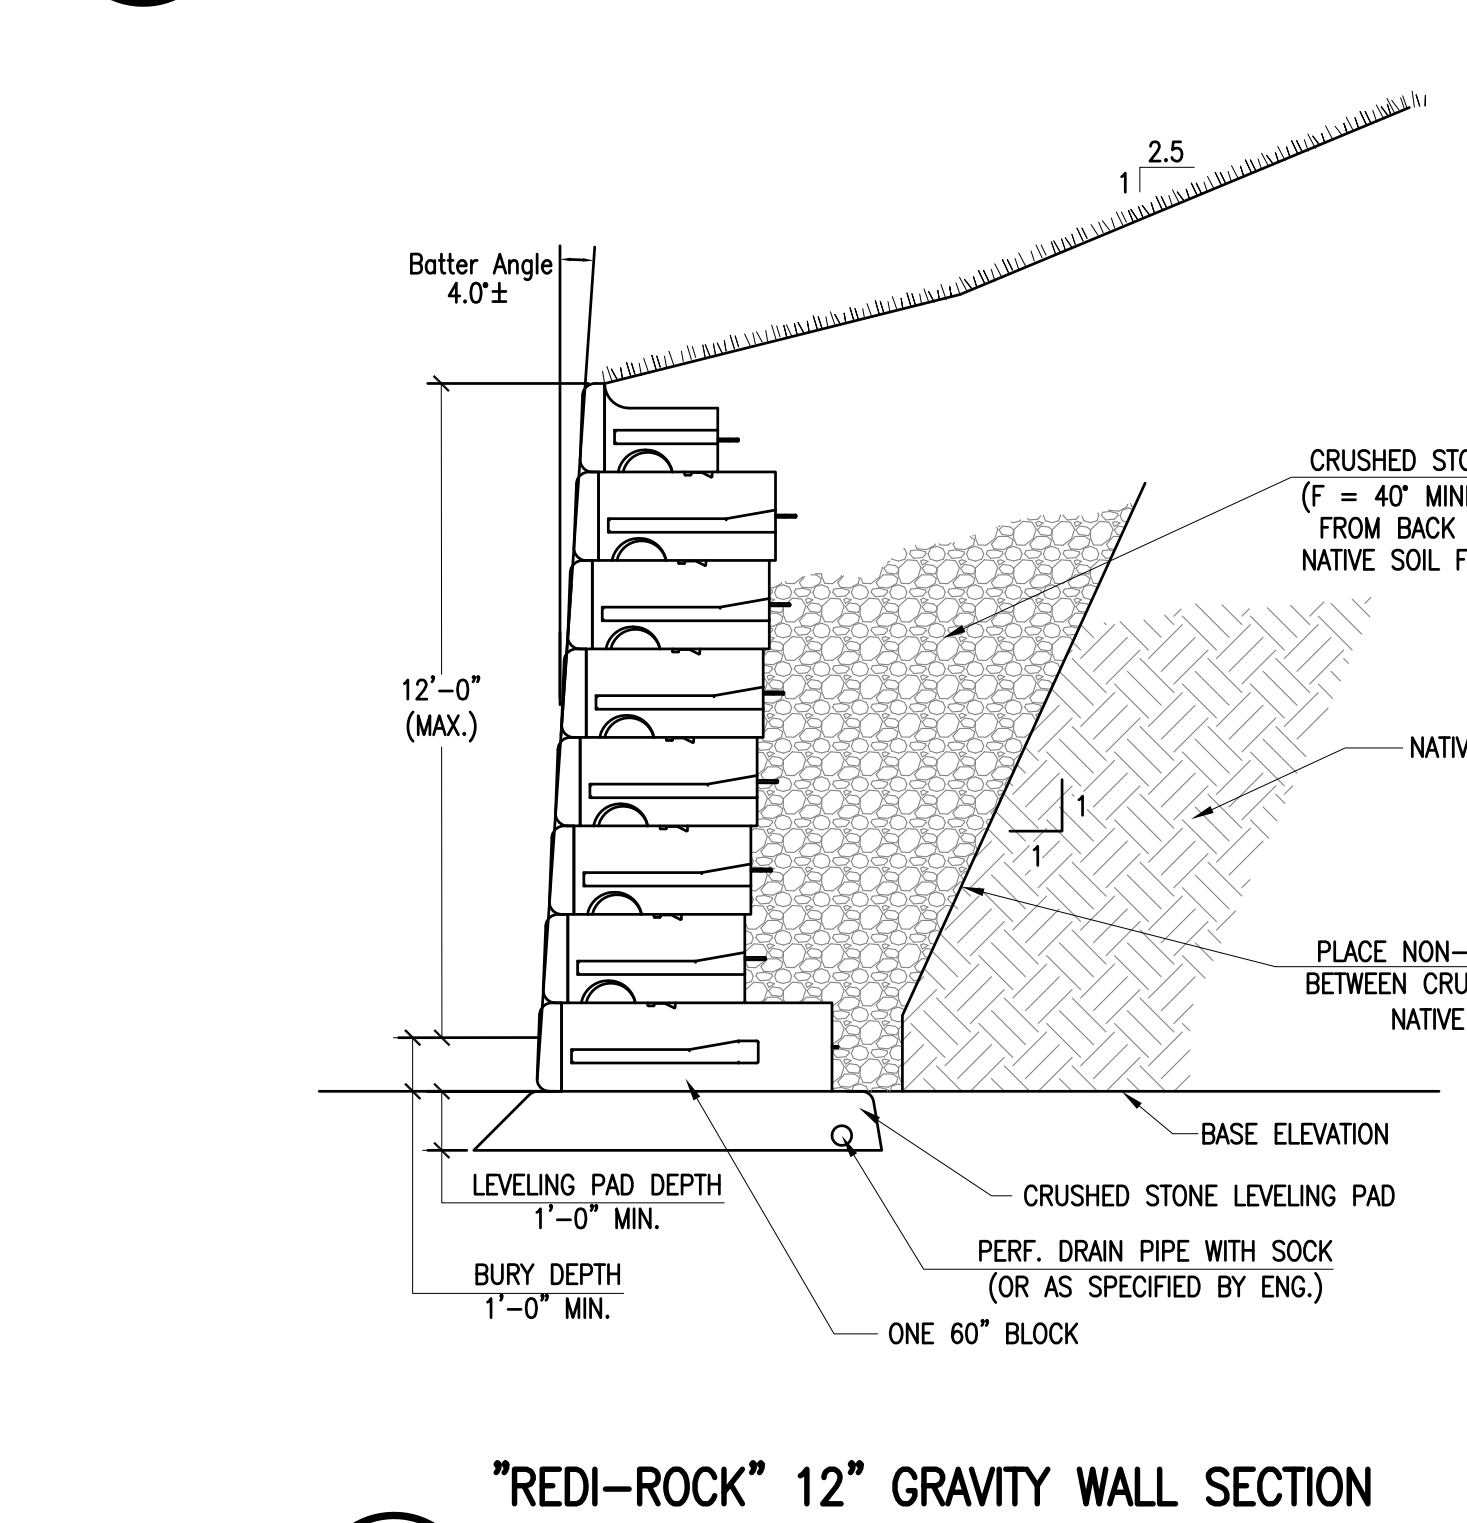 2.5
1
Batter Angle
4.0°±
CRUSHED STO
(F = 40° MINI
FROM BACK
NATIVE SOIL F
12'-0"
(MAX.)
NATIV
1
1
PLACE NON-
BETWEEN CRU
NATIVE
BASE ELEVATION
LEVELING PAD DEPTH
1'-0" MIN.
CRUSHED STONE LEVELING PAD
PERF. DRAIN PIPE WITH SOCK
(OR AS SPECIFIED BY ENG.)
BURY DEPTH
1'-0" MIN.
ONE 60" BLOCK
"REDI-ROCK" 12" GRAVITY WALL SECTION